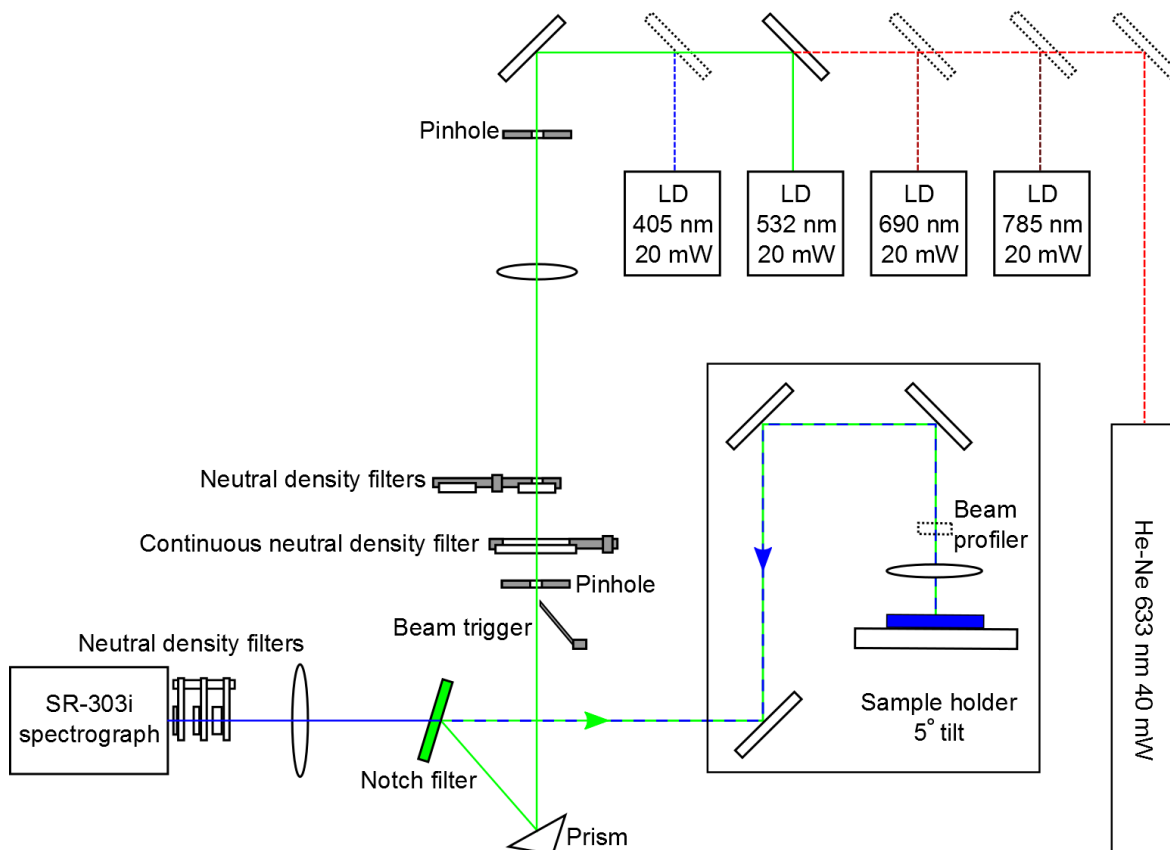 Pinhole
LD
405 nm
20 mW
LD
532 nm
20 mW
LD
690 nm
20 mW
LD
785 nm
20 mW
Neutral density filters
Continuous neutral density filter
Pinhole
Beam trigger
Beam
profiler
He-Ne 633 nm 40 mW
Neutral density filters
SR-303i
spectrograph
Sample holder
5° tilt
Notch filter
Prism